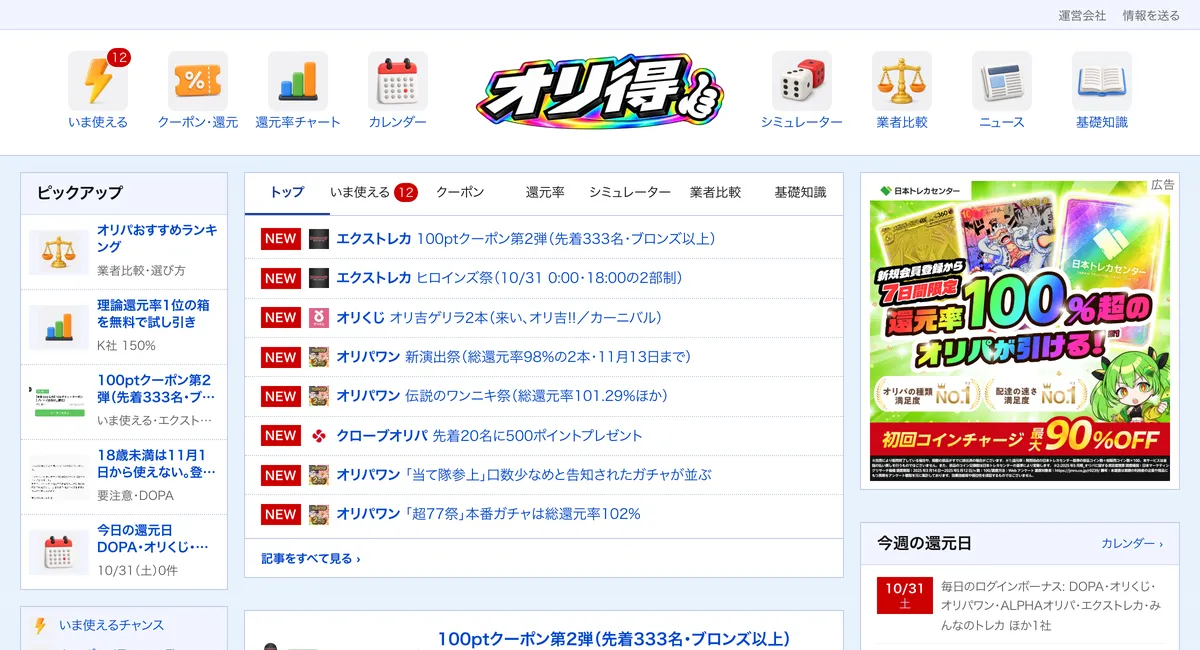 運営会社 情報を送る
12
いま使える
クーポン・還元
還元率チャート
カレンダー
オリ得
シミュレーター
業者比較
ニュース
基礎知識
ピックアップ
オリパおすすめランキ
ング
業者比較・選び方
理論還元率1位の箱
を無料で試し引き
K社 150%
100ptクーポン第2
弾（先着333名・ブ…
いま使える・エクスト…
18歳未満は11月1
日から使えない。登…
要注意・DOPA
今日の還元日
DOPA・オリくじ・…
10/31（土）0件
いま使えるチャンス
トップ いま使える 12 クーポン 還元率 シミュレーター 業者比較 基礎知識
NEW エクストレカ 100ptクーポン第2弾（先着333名・ブロンズ以上）
NEW エクストレカ ヒロインズ祭（10/31 0:00・18:00の2部制）
NEW オリくじ オリ吉ゲリラ2本（来い、オリ吉!!／カーニバル）
NEW オリパワン 新演出祭（総還元率98%の2本・11月13日まで）
NEW オリパワン 伝説のワンニキ祭（総還元率101.29%ほか）
NEW クローブオリパ 先着20名に500ポイントプレゼント
NEW オリパワン 「当て隊参上」口数少なめと告知されたガチャが並ぶ
NEW オリパワン 「超77祭」本番ガチャは総還元率102%
記事をすべて見る ›
100ptクーポン第2弾（先着333名・ブロンズ以上）
広告
日本トレカセンター
日本トレカセンター
新規会員登録から
7日間限定
還元率100%超の
オリパが引ける!
オリパの種類
満足度
No.1
配達の速さ
満足度
No.1
初回コインチャージ最大90%OFF
今週の還元日 カレンダー ›
10/31
土
毎日のログインボーナス: DOPA・オリくじ・
オリパワン・ALPHAオリパ・エクストレカ・み
んなのトレカ ほか1社